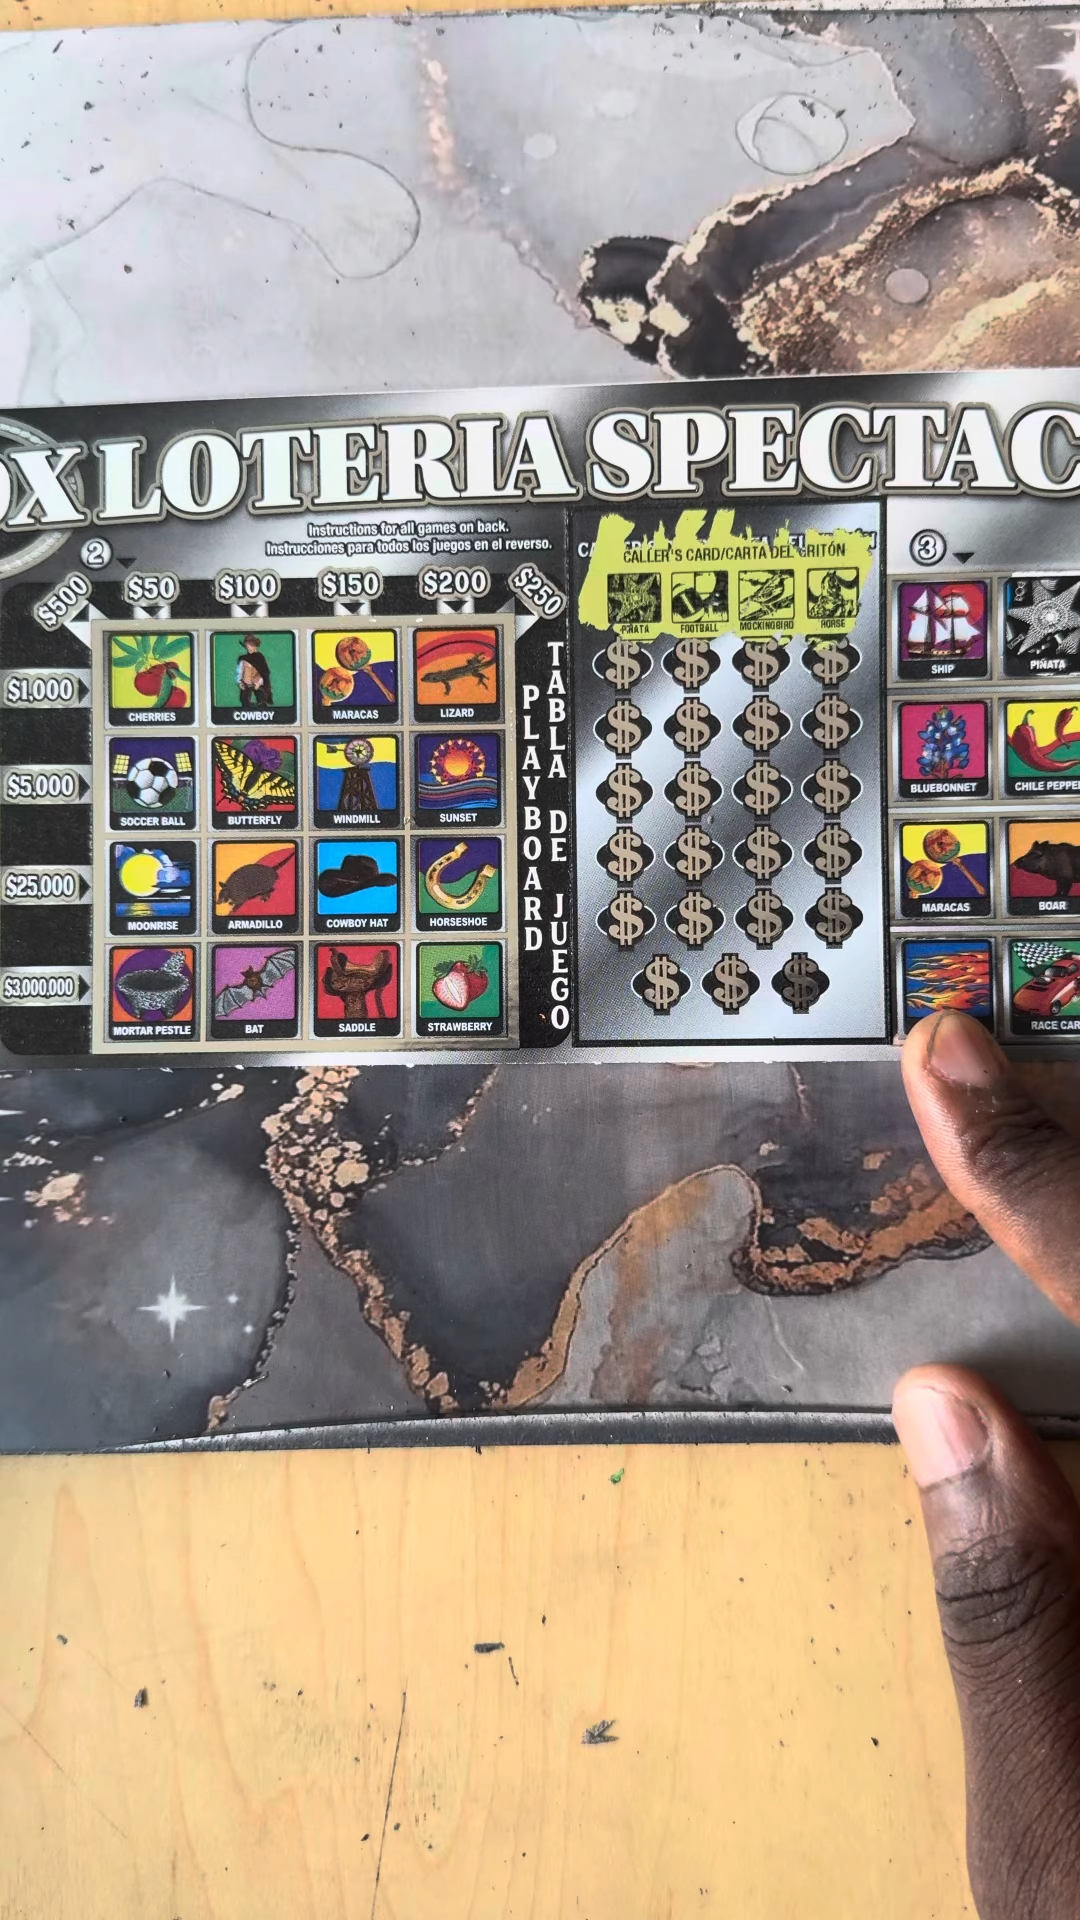 X LOTERIA SPECTAC
Instructions for all games on back.
Instrucciones para todos los juegos en el reverso.
2
$500 $50 $100 $150 $200 $250
$1,000
CHERRIES COWBOY MARACAS LIZARD
$5,000
SOCCER BALL BUTTERFLY WINDMILL SUNSET
$25,000
MOONRISE ARMADILLO COWBOY HAT HORSESHOE
$3,000,000
MORTAR PESTLE BAT SADDLE STRAWBERRY
PLAYBOARD
TABLA DE JUEGO
CALLER'S CARD/CARTA DEL GRITÓN
PIÑATA FOOTBALL MOCKINGBIRD HORSE
$ $ $ $
$ $ $ $
$ $ $ $
$ $ $ $
$ $ $ $
$ $ $
3
SHIP PIÑATA
BLUEBONNET CHILE PEPPE
MARACAS BOAR
RACE CAR